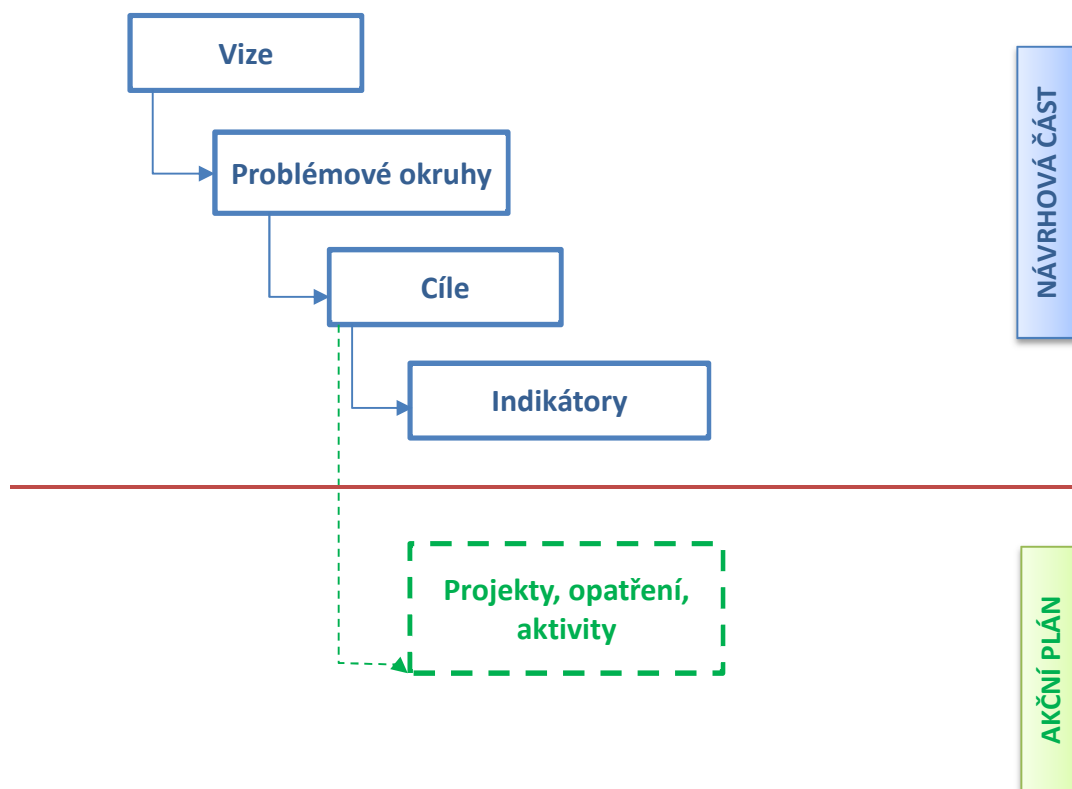 Vize
Problémové okruhy
Cíle
Indikátory
NÁVRHOVÁ ČÁST
Projekty, opatření,
aktivity
AKČNÍ PLÁN